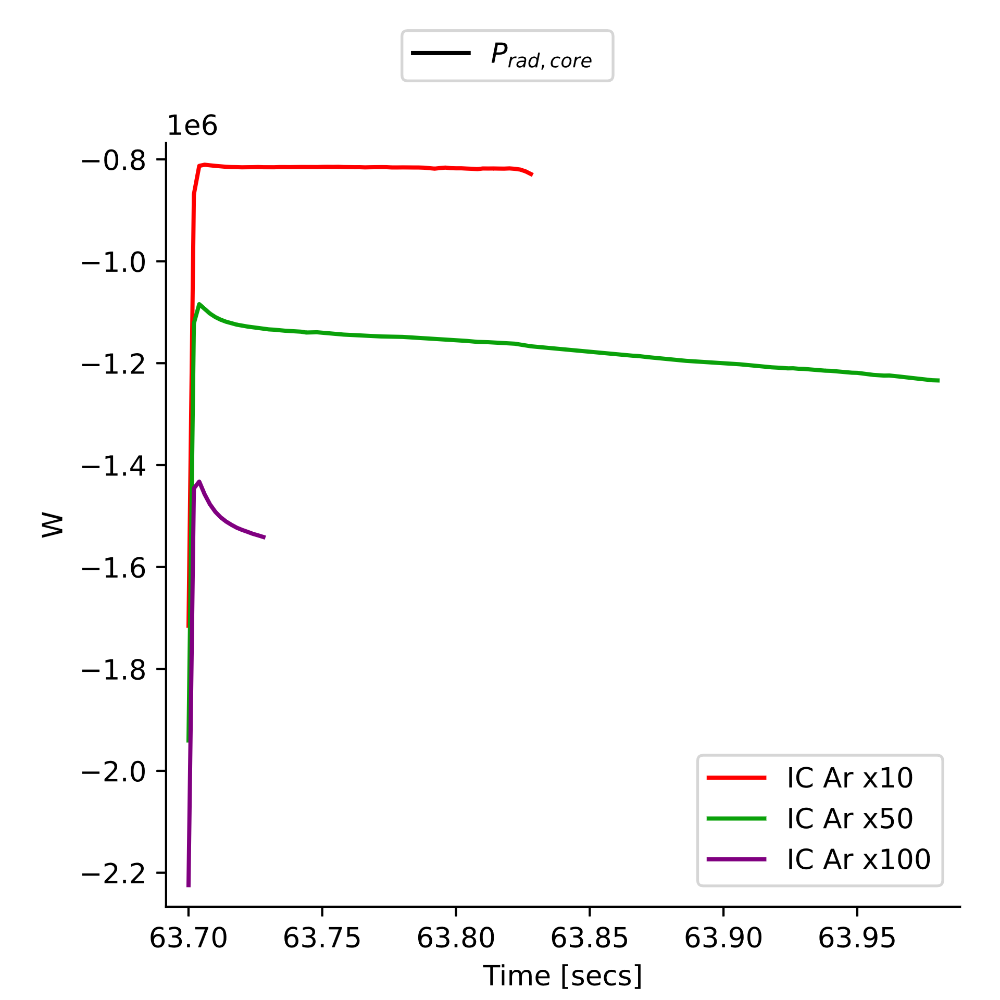 P_rad,core
1e6
−0.8
−1.0
−1.2
−1.4
−1.6
−1.8
−2.0
−2.2
W
IC Ar x10
IC Ar x50
IC Ar x100
63.70 63.75 63.80 63.85 63.90 63.95
Time [secs]